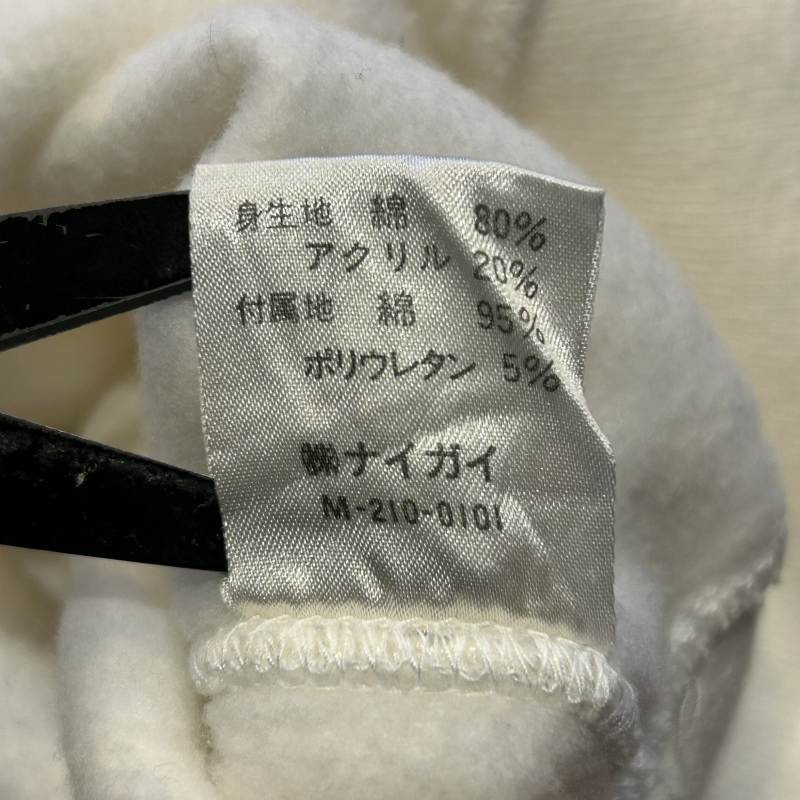 身生地 綿 80%
アクリル 20%
付属地 綿 95%
ポリウレタン 5%
㈱ナイガイ
M-210-0101